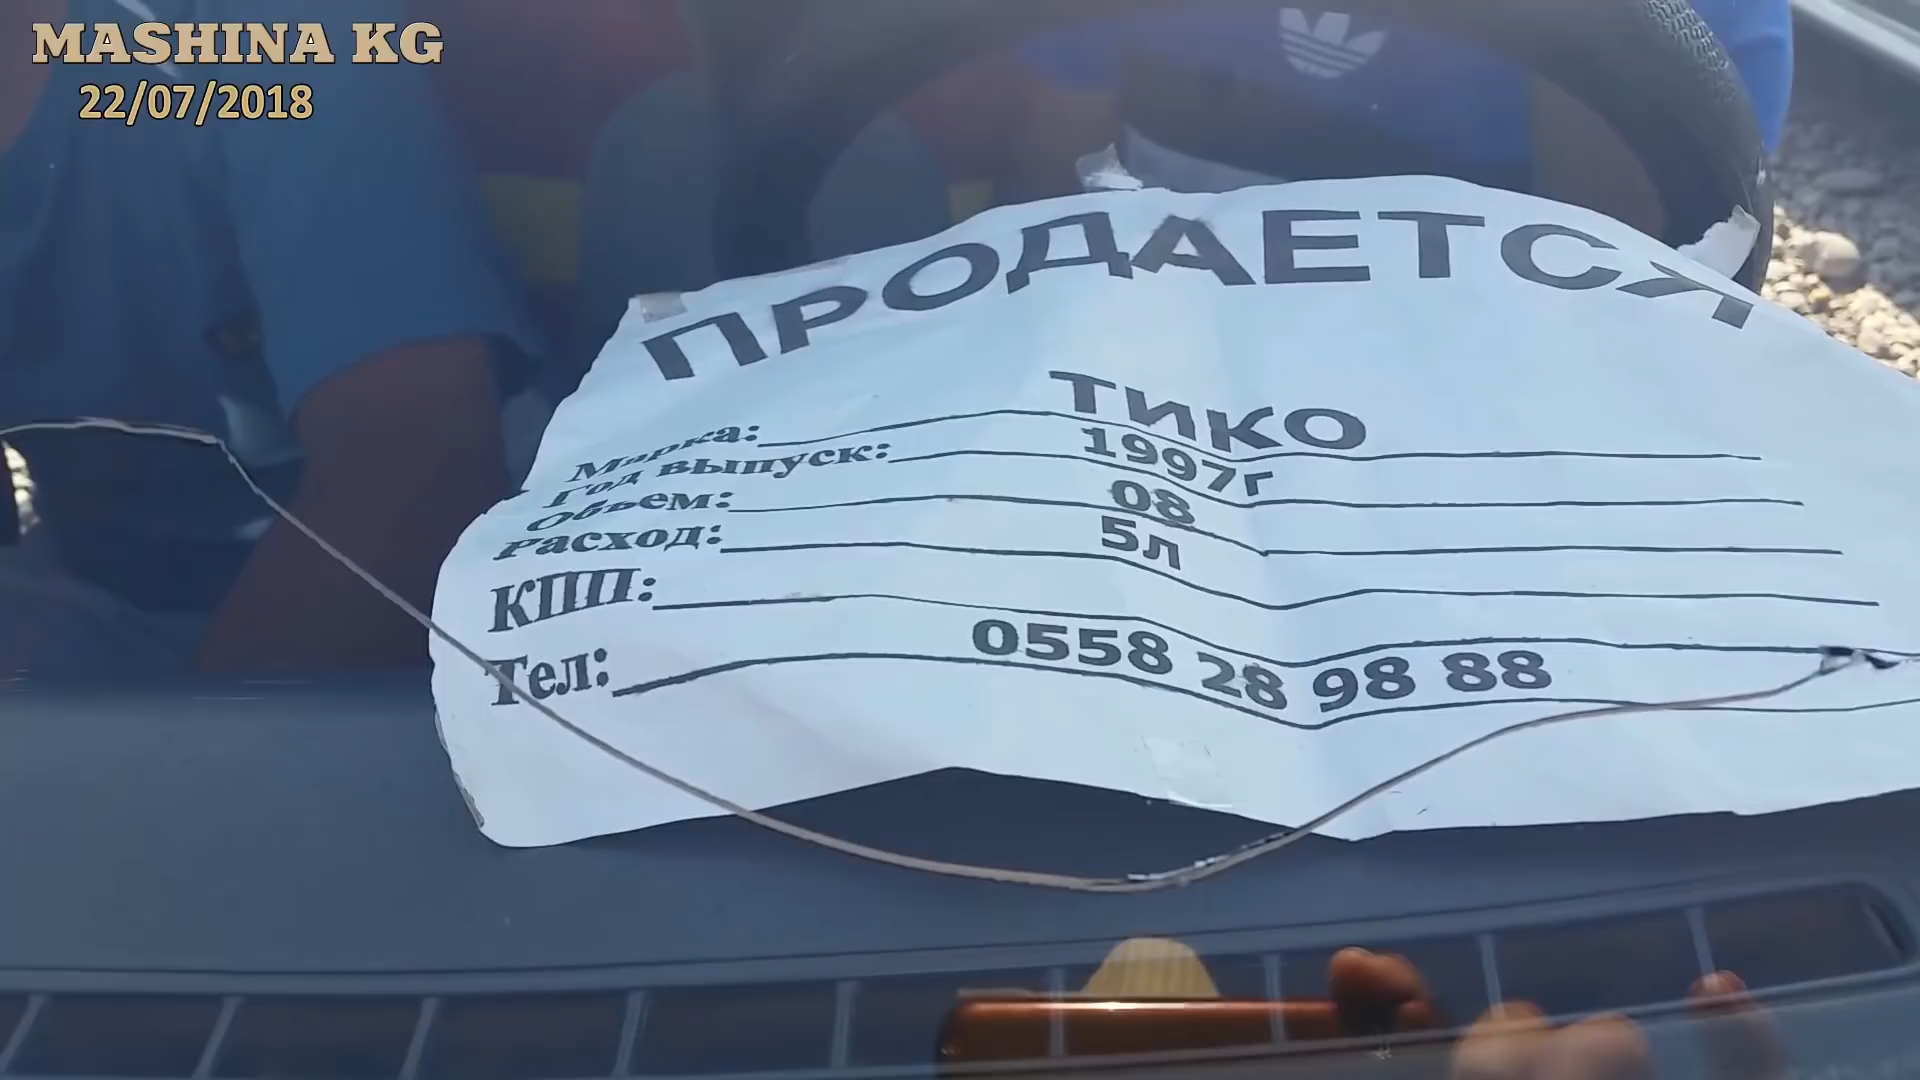 MASHINA KG
22/07/2018
ПРОДАЕТСЯ
Марка: ТИКО
Год выпуск: 1997г
Объем: 08
Расход: 5л
КПП:
Тел: 0558 28 98 88